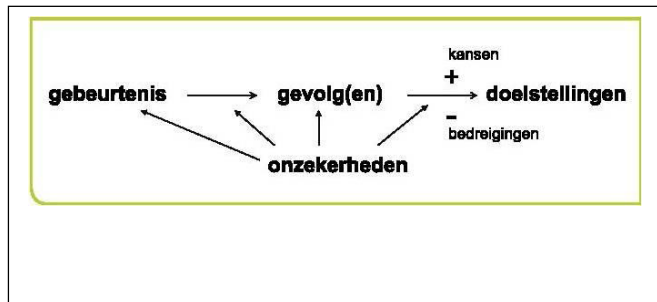 kansen
+
gebeurtenis gevolg(en) doelstellingen
-
bedreigingen
onzekerheden